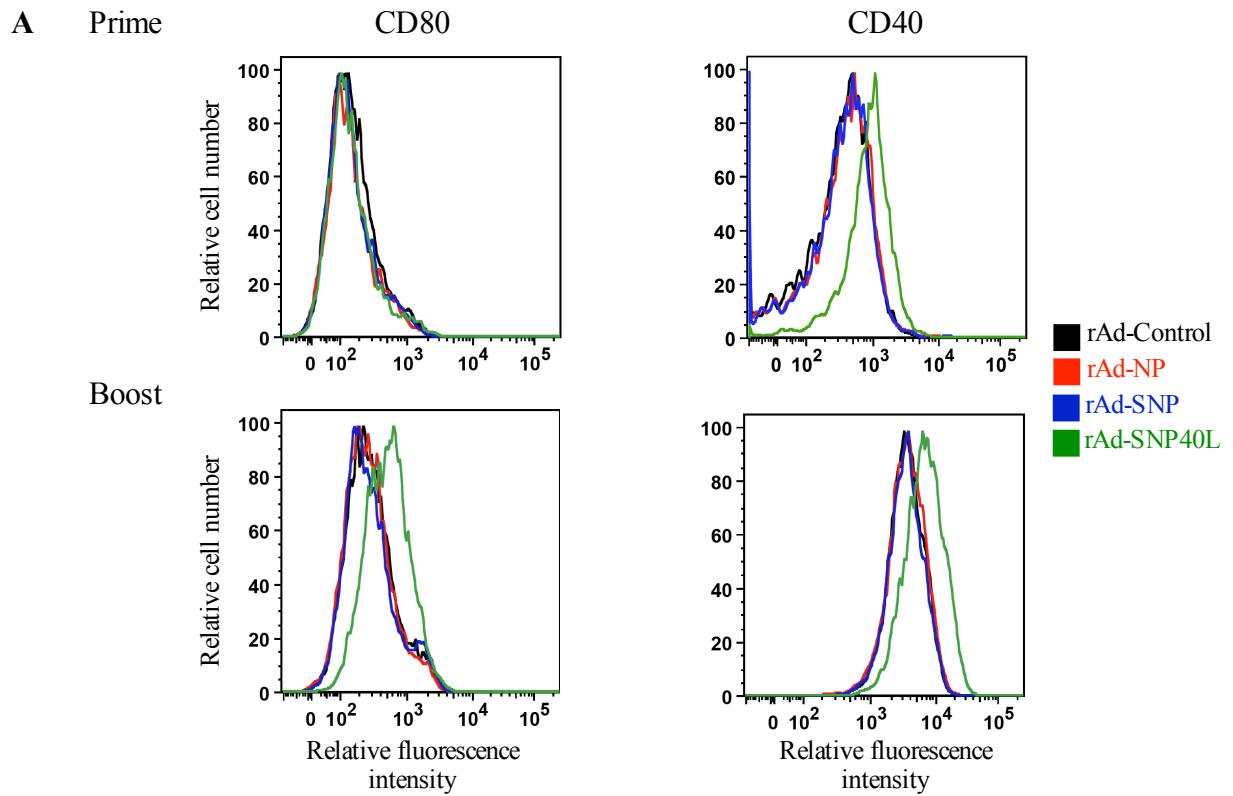 A Prime CD80 CD40
Relative cell number
100
80
60
40
20
0
0 10² 10³ 10⁴ 10⁵
100
80
60
40
20
0
0 10² 10³ 10⁴ 10⁵
rAd-Control
rAd-NP
rAd-SNP
rAd-SNP40L
Boost
Relative cell number
100
80
60
40
20
0
0 10² 10³ 10⁴ 10⁵
Relative fluorescence
intensity
100
80
60
40
20
0
0 10² 10³ 10⁴ 10⁵
Relative fluorescence
intensity